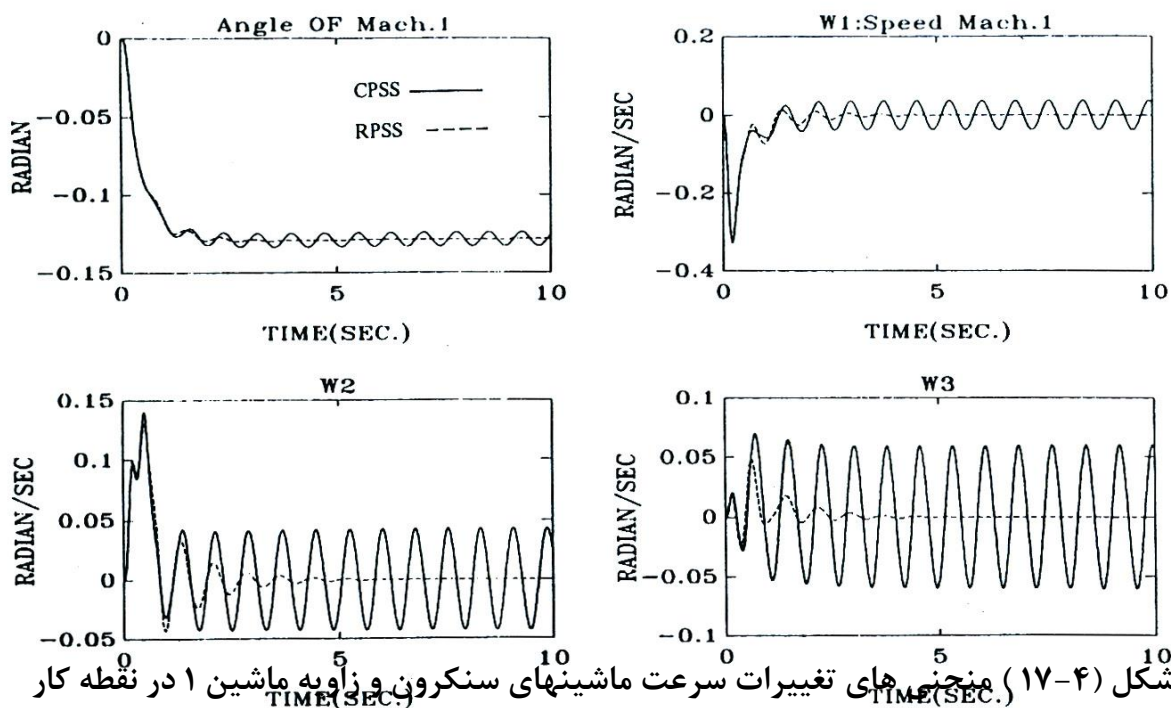 Angle OF Mach.1
0
-0.05
-0.1
-0.15
RADIAN
CPSS
RPSS
0 5 10
TIME(SEC.)
W1:Speed Mach.1
0.2
0
-0.2
-0.4
RADIAN/SEC
0 5 10
TIME(SEC.)
W2
0.15
0.1
0.05
0
-0.05
RADIAN/SEC
0 5 10
TIME(SEC.)
W3
0.1
0.05
0
-0.05
-0.1
RADIAN/SEC
0 5 10
TIME(SEC.)
شکل (۴-۱۷) منحنی های تغییرات سرعت ماشینهای سنکرون و زاویه ماشین ۱ در نقطه کار